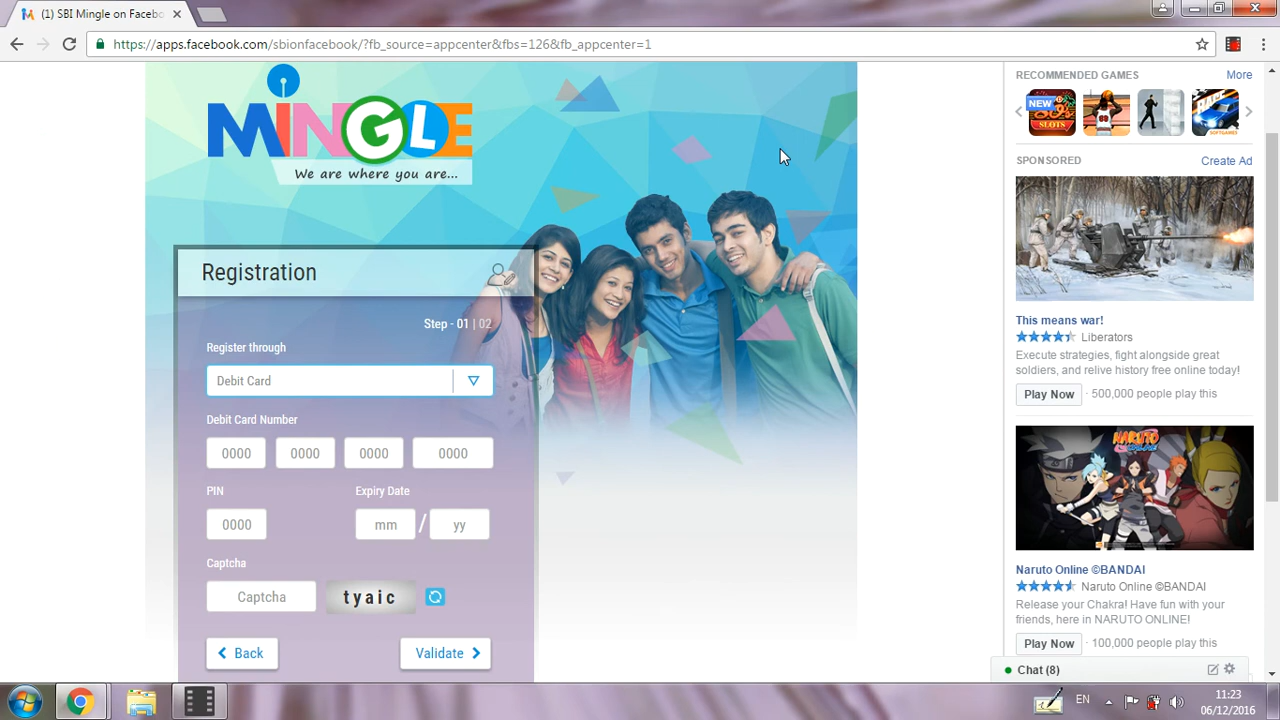 (1) SBI Mingle on Facebo
https://apps.facebook.com/sbionfacebook/?fb_source=appcenter&fbs=126&fb_appcenter=1
MINGLE
We are where you are...
Registration
Step - 01 | 02
Register through
Debit Card
Debit Card Number
0000 0000 0000 0000
PIN Expiry Date
0000 mm / yy
Captcha
Captcha tyaic
Back Validate
RECOMMENDED GAMES More
NEW
SLOTS
RACE
SOFTGAMES
SPONSORED Create Ad
This means war!
Liberators
Execute strategies, fight alongside great
soldiers, and relive history free online today!
Play Now · 500,000 people play this
NARUTO
ONLINE
Naruto Online ©BANDAI
Naruto Online ©BANDAI
Release your Chakra! Have fun with your
friends, here in NARUTO ONLINE!
Play Now · 100,000 people play this
Chat (8)
EN
11:23
06/12/2016